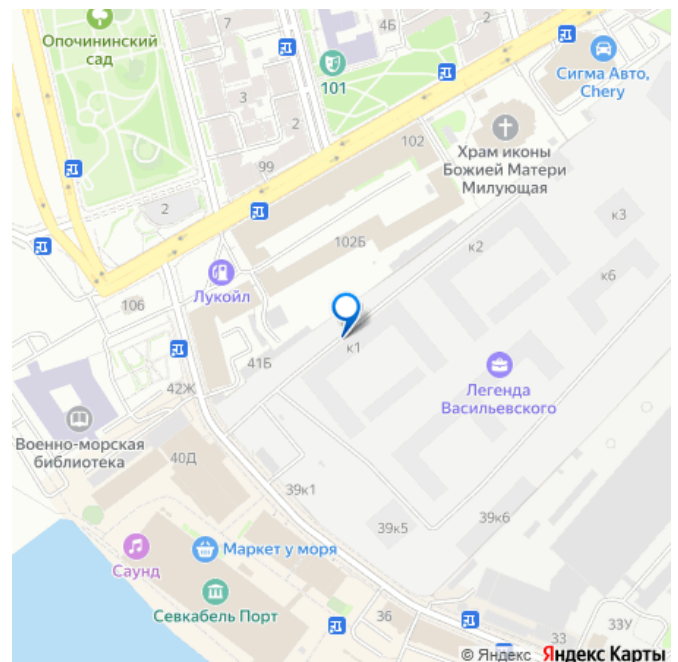 7
4Б
Опочининский
сад
101
Сигма Авто,
Chery
3
2
102
Храм иконы
Божией Матери
Милующая
99
2
к3
102Б
к2
к6
Лукойл
106
к1
41Б
Легенда
Васильевского
42Ж
Военно-морская
библиотека
40Д
39к1
39к6
39к5
Маркет у моря
Саунд
Севкабель Порт
36
33У
33
© Яндекс Яндекс Карты